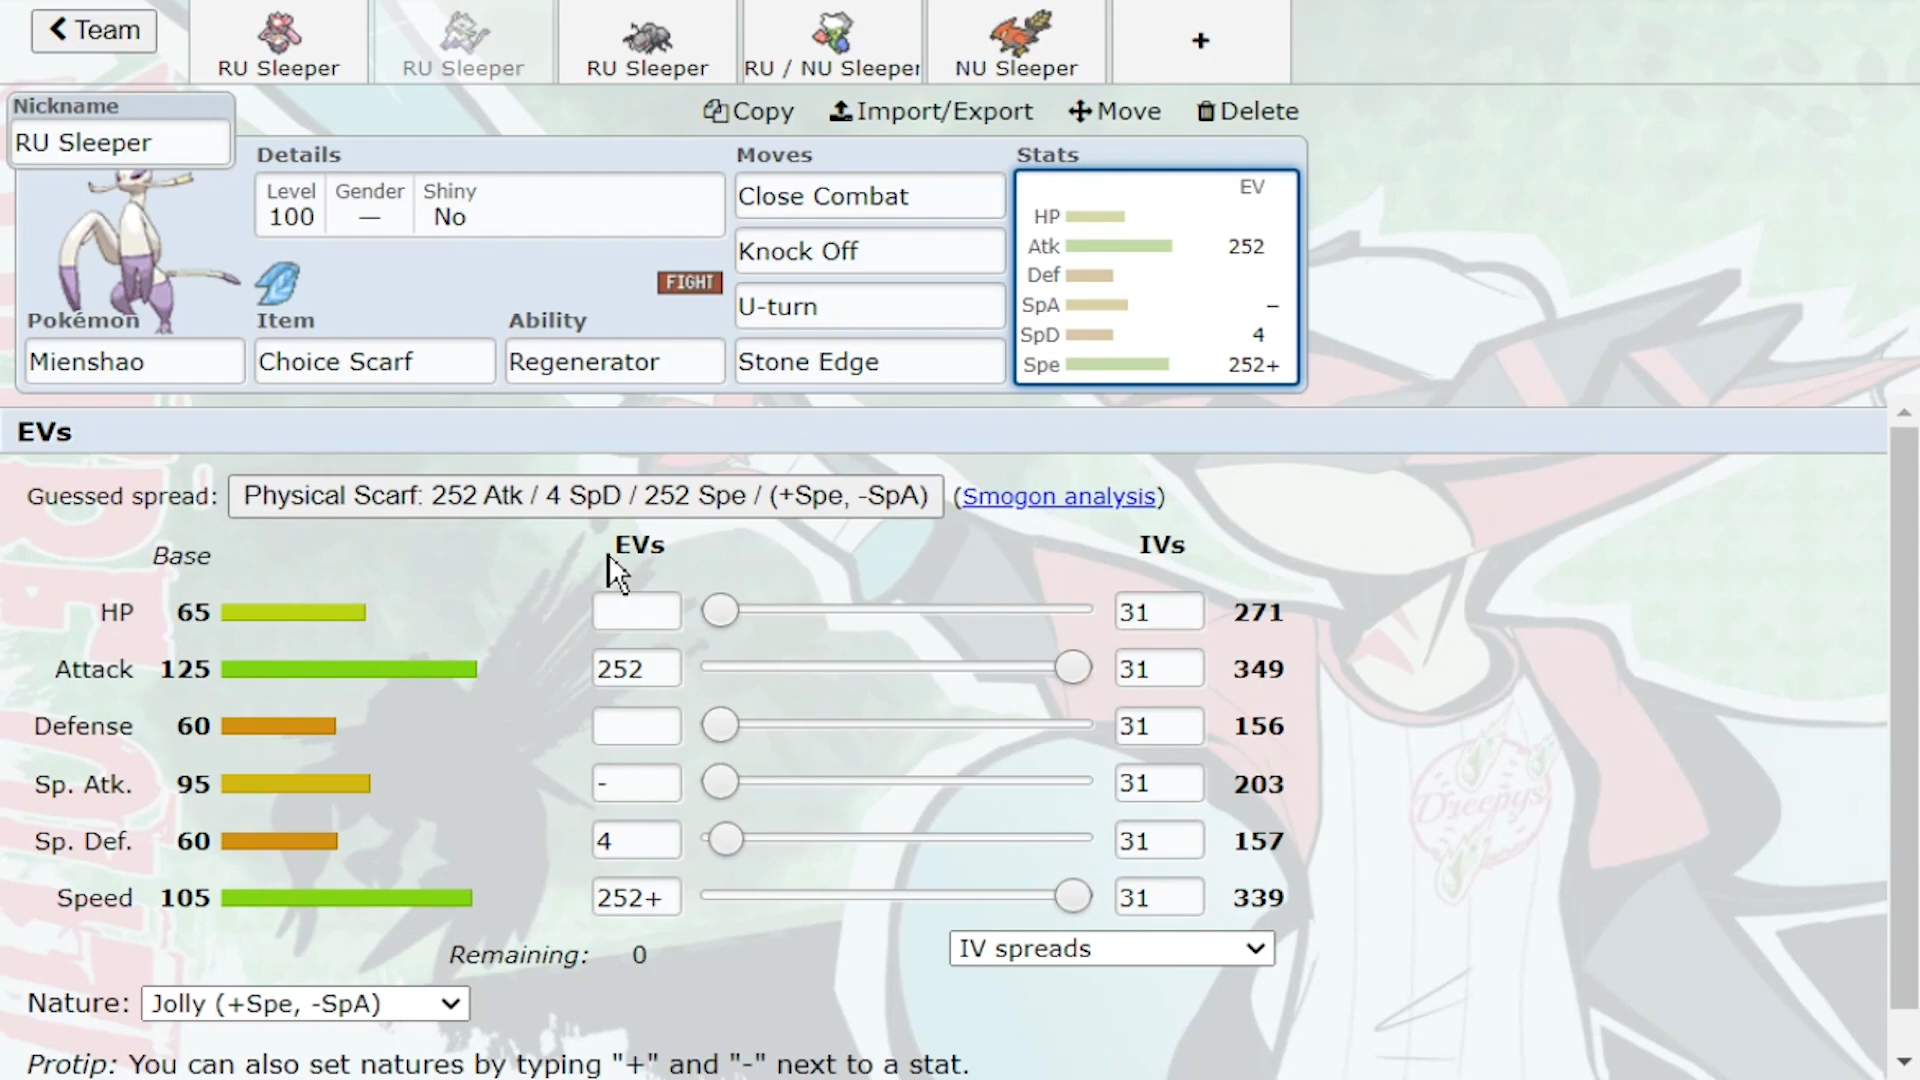 Team
RU Sleeper
RU Sleeper
RU Sleeper
RU / NU Sleeper
NU Sleeper
+
Nickname
RU Sleeper
Copy
Import/Export
Move
Delete
Details
Level
100
Gender
—
Shiny
No
FIGHT
Pokémon
Mienshao
Item
Choice Scarf
Ability
Regenerator
Moves
Close Combat
Knock Off
U-turn
Stone Edge
Stats
EV
HP
Atk 252
Def
SpA –
SpD 4
Spe 252+
EVs
Guessed spread: Physical Scarf: 252 Atk / 4 SpD / 252 Spe / (+Spe, -SpA) (Smogon analysis)
Base EVs IVs
HP 65 31 271
Attack 125 252 31 349
Defense 60 31 156
Sp. Atk. 95 - 31 203
Sp. Def. 60 4 31 157
Speed 105 252+ 31 339
Remaining: 0
IV spreads
Nature: Jolly (+Spe, -SpA)
Protip: You can also set natures by typing "+" and "-" next to a stat.
Dreepys